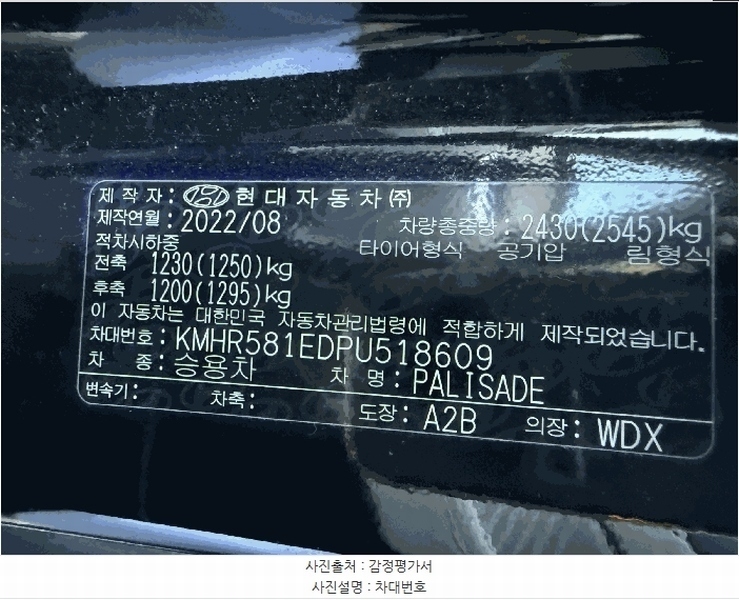 제 작 자 : 현 대 자 동 차 ㈜
제작연월 : 2022/08 차량총중량 : 2430(2545)kg
적차시하중 타이어형식 공기압 림형식
전축 1230(1250)kg
후축 1200(1295)kg
이 자동차는 대한민국 자동차관리법령에 적합하게 제작되었습니다.
차대번호 : KMHR581EDPU518609
차 종 : 승용차 차 명 : PALISADE
변속기 : 차축 : 도장 : A2B 의장 : WDX
사진출처 : 감정평가서
사진설명 : 차대번호